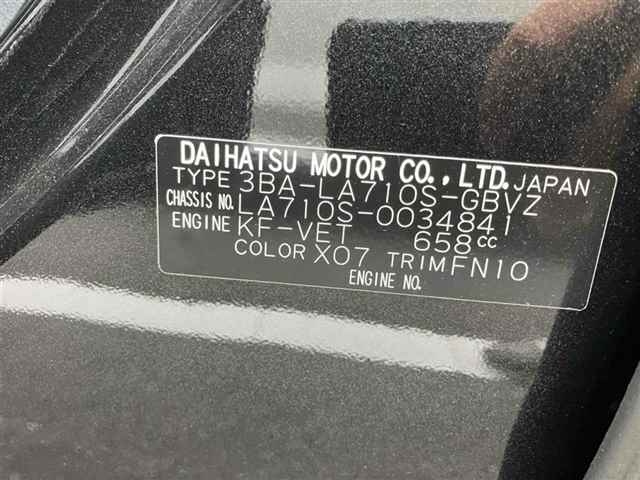 DAIHATSU MOTOR CO., LTD. JAPAN
TYPE 3BA-LA710S-GBVZ
CHASSIS NO. LA710S-0034841
ENGINE KF-VET 658cc
COLOR X07 TRIM FN10
ENGINE NO.